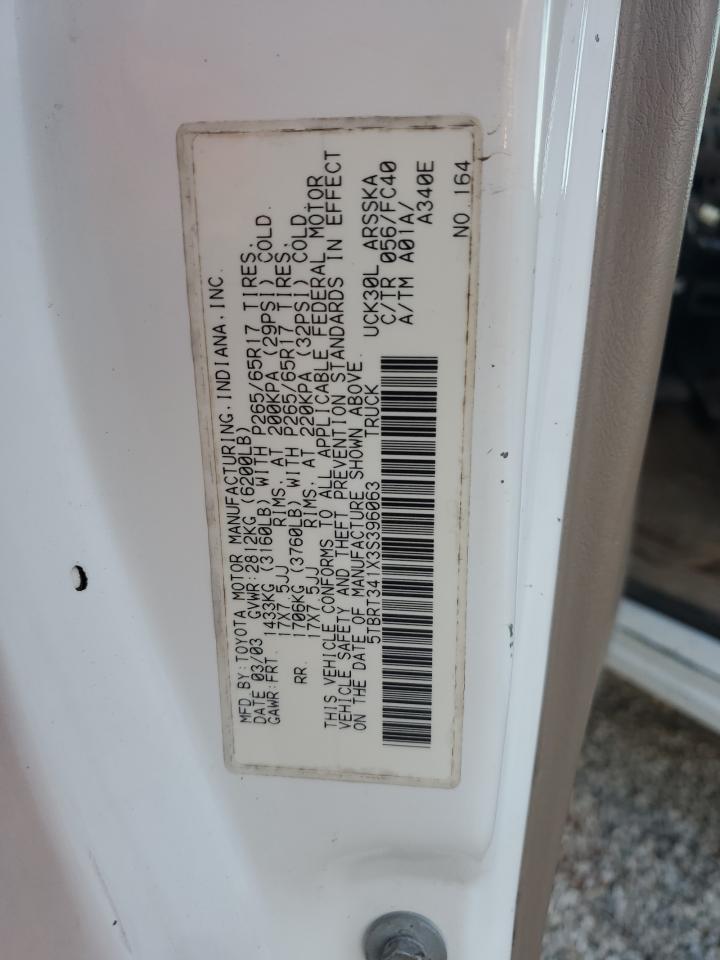 MFD BY:TOYOTA MOTOR MANUFACTURING,INDIANA,INC.
DATE 03/03 GVWR:2812KG (6200LB)
GAWR:FRT. 1433KG (3160LB) WITH P265/65R17 TIRES,
17X7.5JJ RIMS, AT 200KPA (29PSI) COLD.
RR. 1706KG (3760LB) WITH P265/65R17 TIRES,
17X7.5JJ RIMS, AT 220KPA (32PSI) COLD.
THIS VEHICLE CONFORMS TO ALL APPLICABLE FEDERAL MOTOR
VEHICLE SAFETY AND THEFT PREVENTION STANDARDS IN EFFECT
ON THE DATE OF MANUFACTURE SHOWN ABOVE.
5TBRT341X3S396063 TRUCK
UCK30L ARSSKA
C/TR 056/FC40
A/TM A01A/
A340E
NO. 164